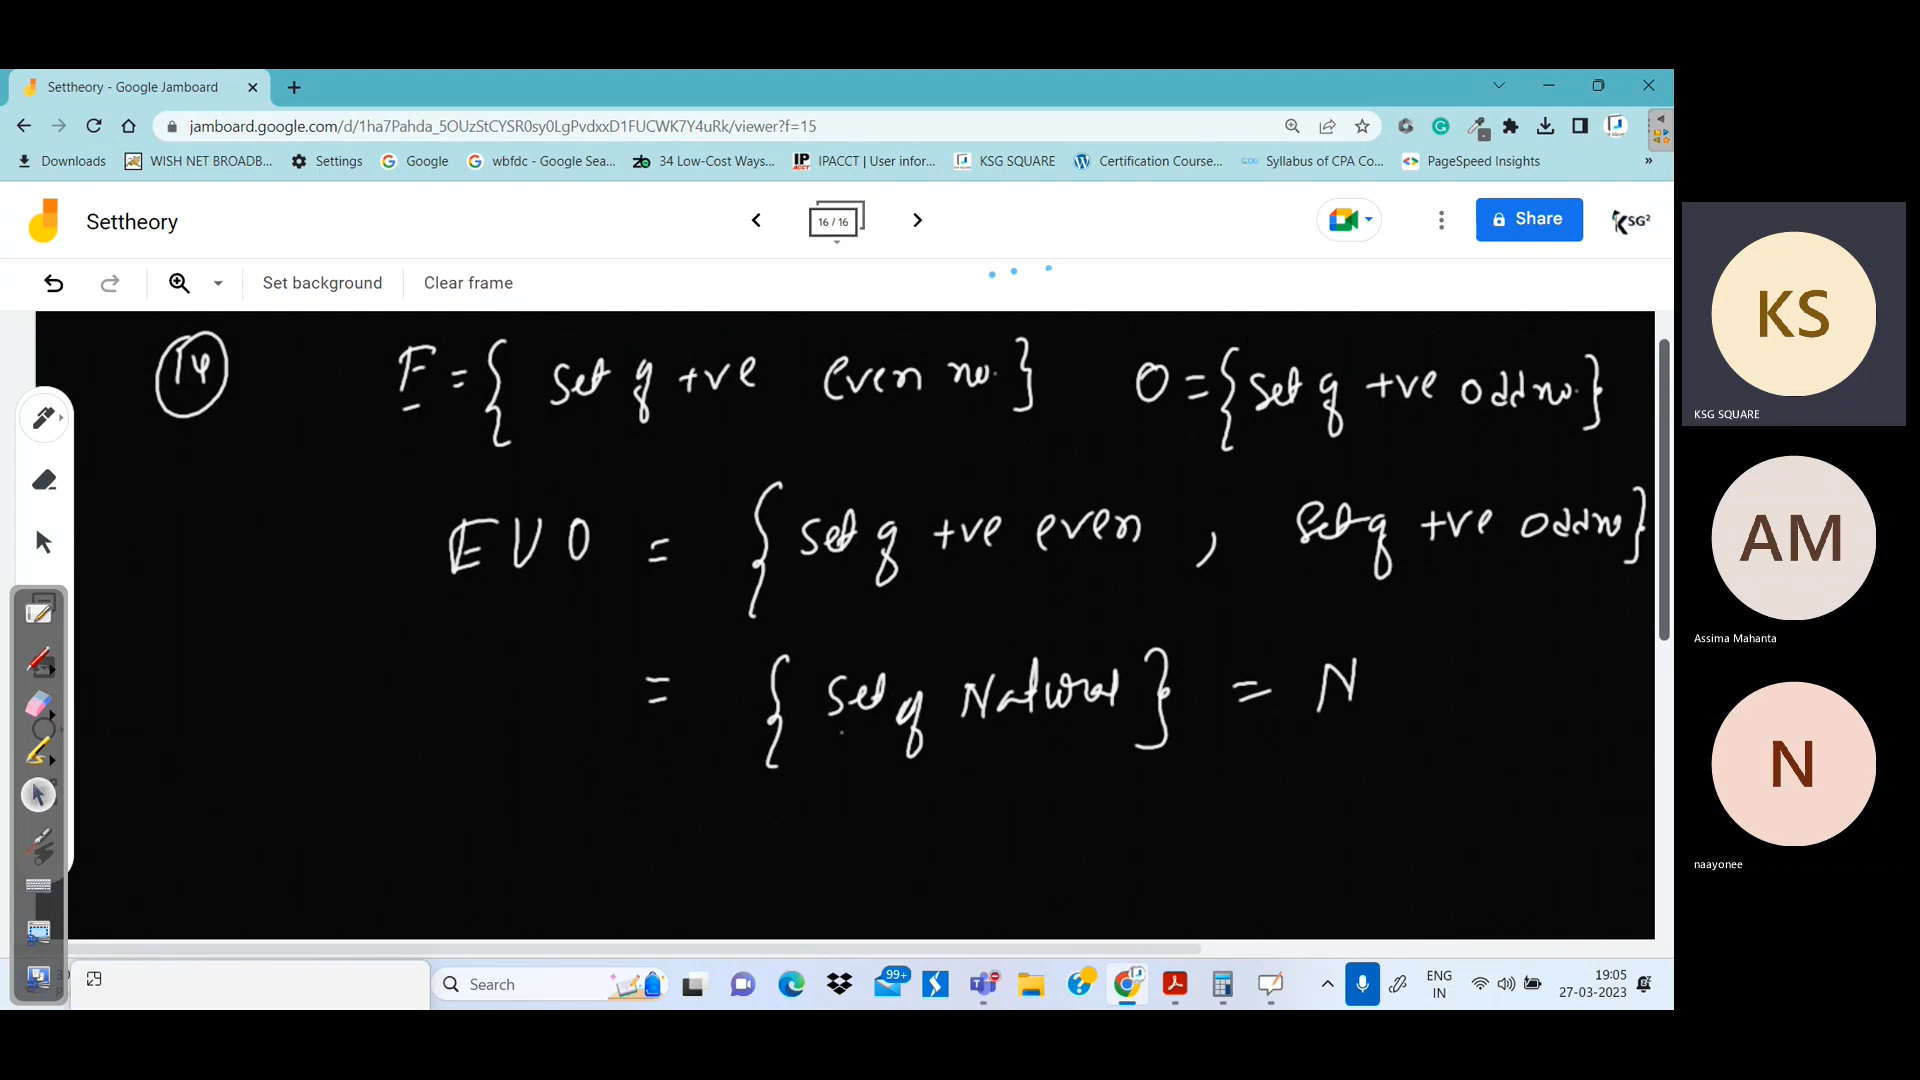 Settheory - Google Jamboard
jamboard.google.com/d/1ha7Pahda_5OUzStCYSR0sy0LgPvdxxD1FUCWK7Y4uRk/viewer?f=15
Downloads WISH NET BROADB... Settings Google wbfdc - Google Sea... 34 Low-Cost Ways... IPACCT | User infor... KSG SQUARE Certification Course... Syllabus of CPA Co... PageSpeed Insights »
Settheory 16 / 16 Share KSG²
Set background Clear frame
14 E = { set of +ve even no. } O = { set of +ve odd no. }
E U O = { set of +ve even , set of +ve odd no }
= { set of Natural } = N
KS
KSG SQUARE
AM
Assima Mahanta
N
naayonee
Search 99+ ENG IN 19:05 27-03-2023